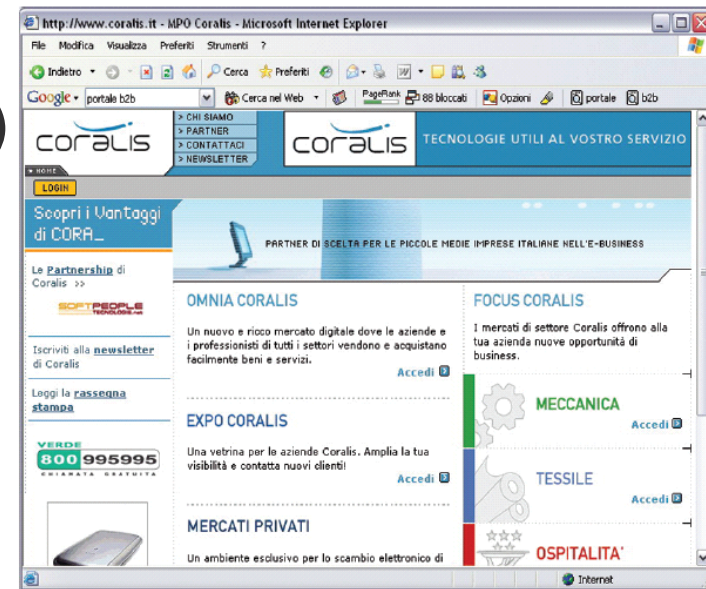 http://www.coralis.it - MPO Coralis - Microsoft Internet Explorer
File Modifica Visualizza Preferiti Strumenti ?
Indietro Cerca Preferiti
Google portale b2b Cerca nel Web PageRank 88 bloccati Opzioni portale b2b
coralis
> CHI SIAMO
> PARTNER
> CONTATTACI
> NEWSLETTER
coralis TECNOLOGIE UTILI AL VOSTRO SERVIZIO
HOME
LOGIN
Scopri i Vantaggi
di CORA_
PARTNER DI SCELTA PER LE PICCOLE MEDIE IMPRESE ITALIANE NELL'E-BUSINESS
Le Partnership di
Coralis >>
SOFTPEOPLE
TECNOLOGIE.net
Iscriviti alla newsletter
di Coralis
Leggi la rassegna
stampa
VERDE
800 995995
CHIAMATA GRATUITA
OMNIA CORALIS
Un nuovo e ricco mercato digitale dove le aziende e
i professionisti di tutti i settori vendono e acquistano
facilmente beni e servizi.
Accedi
EXPO CORALIS
Una vetrina per le aziende Coralis. Amplia la tua
visibilità e contatta nuovi clienti!
Accedi
MERCATI PRIVATI
Un ambiente esclusivo per lo scambio elettronico di
FOCUS CORALIS
I mercati di settore Coralis offrono alla
tua azienda nuove opportunità di
business.
MECCANICA
Accedi
TESSILE
Accedi
OSPITALITA'
Internet